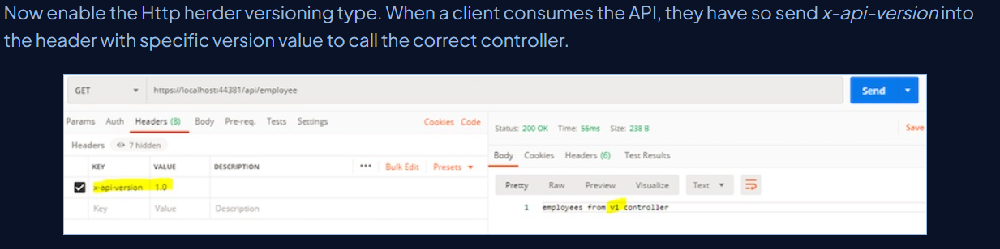 Now enable the Http herder versioning type. When a client consumes the API, they have so send x-api-version into
the header with specific version value to call the correct controller.
GET https://localhost:44381/api/employee Send
Params Auth Headers (8) Body Pre-req. Tests Settings Cookies Code
Status: 200 OK Time: 56ms Size: 238 B Save
Headers 7 hidden
Body Cookies Headers (6) Test Results
KEY VALUE DESCRIPTION ••• Bulk Edit Presets
x-api-version 1.0
Key Value Description
Pretty Raw Preview Visualize Text
1 employees from v1 controller